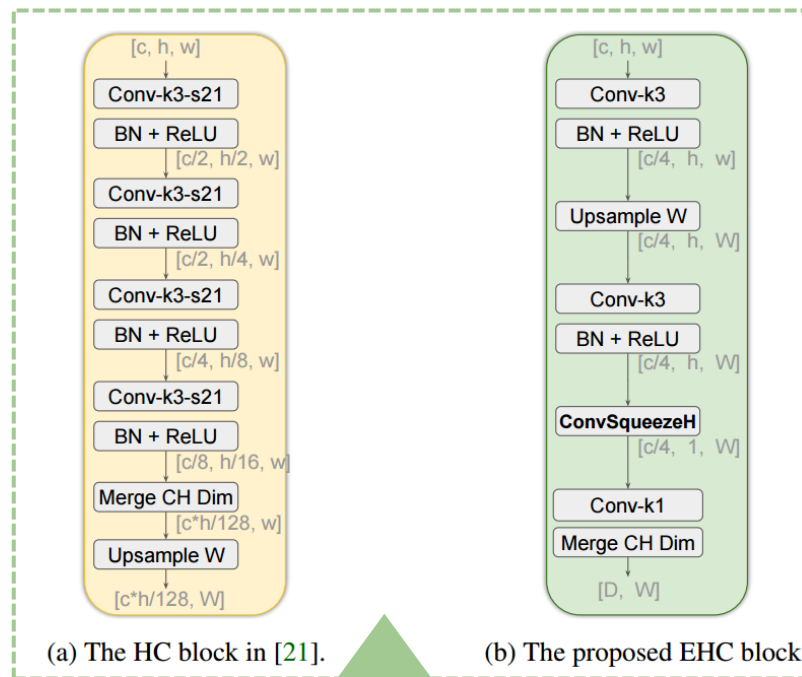 [c, h, w]
Conv-k3-s21
BN + ReLU
[c/2, h/2, w]
Conv-k3-s21
BN + ReLU
[c/2, h/4, w]
Conv-k3-s21
BN + ReLU
[c/4, h/8, w]
Conv-k3-s21
BN + ReLU
[c/8, h/16, w]
Merge CH Dim
[c*h/128, w]
Upsample W
[c*h/128, W]
(a) The HC block in [21].
[c, h, w]
Conv-k3
BN + ReLU
[c/4, h, w]
Upsample W
[c/4, h, W]
Conv-k3
BN + ReLU
[c/4, h, W]
ConvSqueezeH
[c/4, 1, W]
Conv-k1
Merge CH Dim
[D, W]
(b) The proposed EHC block